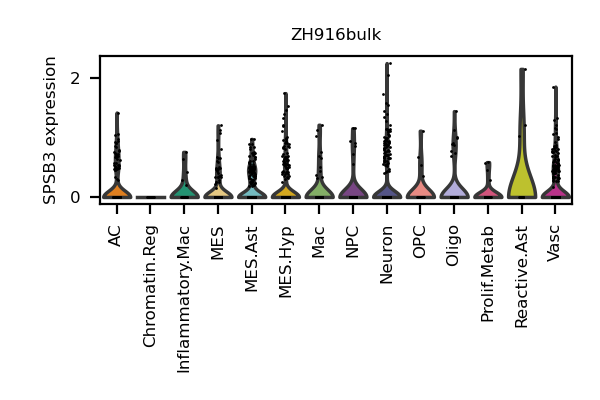 ZH916bulk
SPSB3 expression
2
0
AC
Chromatin.Reg
Inflammatory.Mac
MES
MES.Ast
MES.Hyp
Mac
NPC
Neuron
OPC
Oligo
Prolif.Metab
Reactive.Ast
Vasc